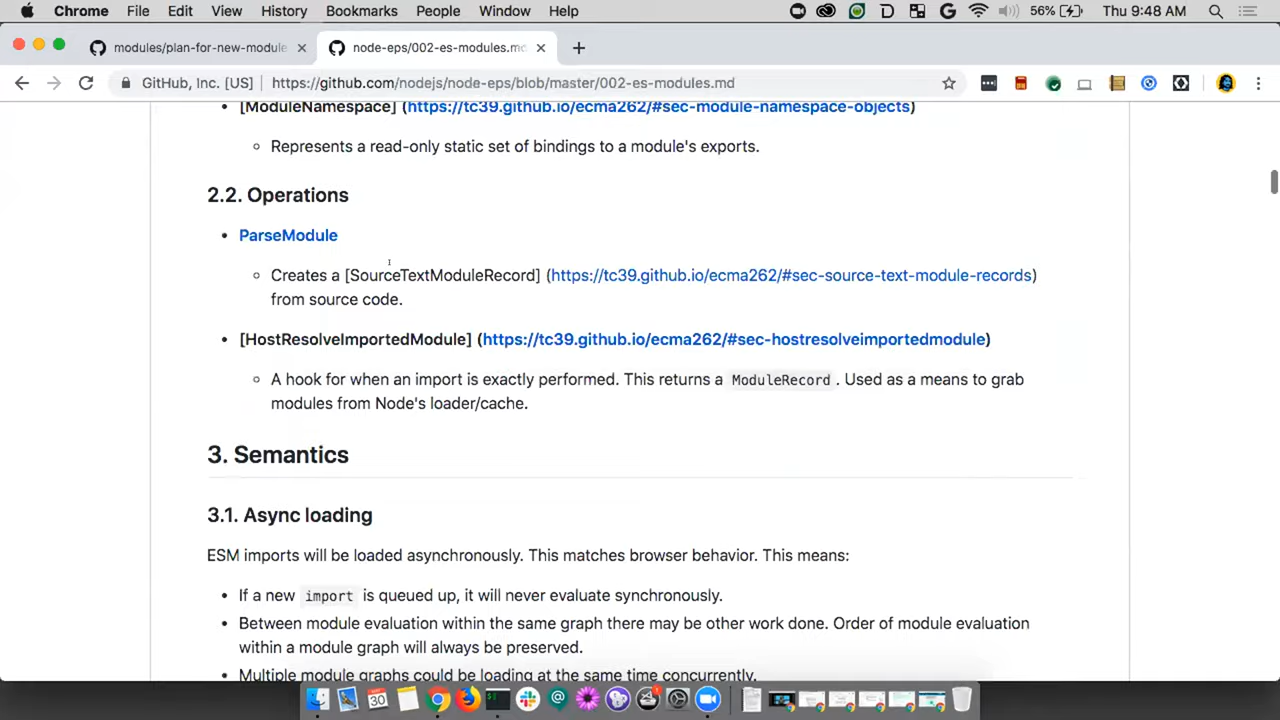 Chrome File Edit View History Bookmarks People Window Help 56% Thu 9:48 AM
modules/plan-for-new-module node-eps/002-es-modules.md
GitHub, Inc. [US] https://github.com/nodejs/node-eps/blob/master/002-es-modules.md
[ModuleNamespace] (https://tc39.github.io/ecma262/#sec-module-namespace-objects)
Represents a read-only static set of bindings to a module's exports.
2.2. Operations
ParseModule
Creates a [SourceTextModuleRecord] (https://tc39.github.io/ecma262/#sec-source-text-module-records)
from source code.
[HostResolveImportedModule] (https://tc39.github.io/ecma262/#sec-hostresolveimportedmodule)
A hook for when an import is exactly performed. This returns a ModuleRecord . Used as a means to grab
modules from Node's loader/cache.
3. Semantics
3.1. Async loading
ESM imports will be loaded asynchronously. This matches browser behavior. This means:
If a new import is queued up, it will never evaluate synchronously.
Between module evaluation within the same graph there may be other work done. Order of module evaluation
within a module graph will always be preserved.
Multiple module graphs could be loading at the same time concurrently.
30